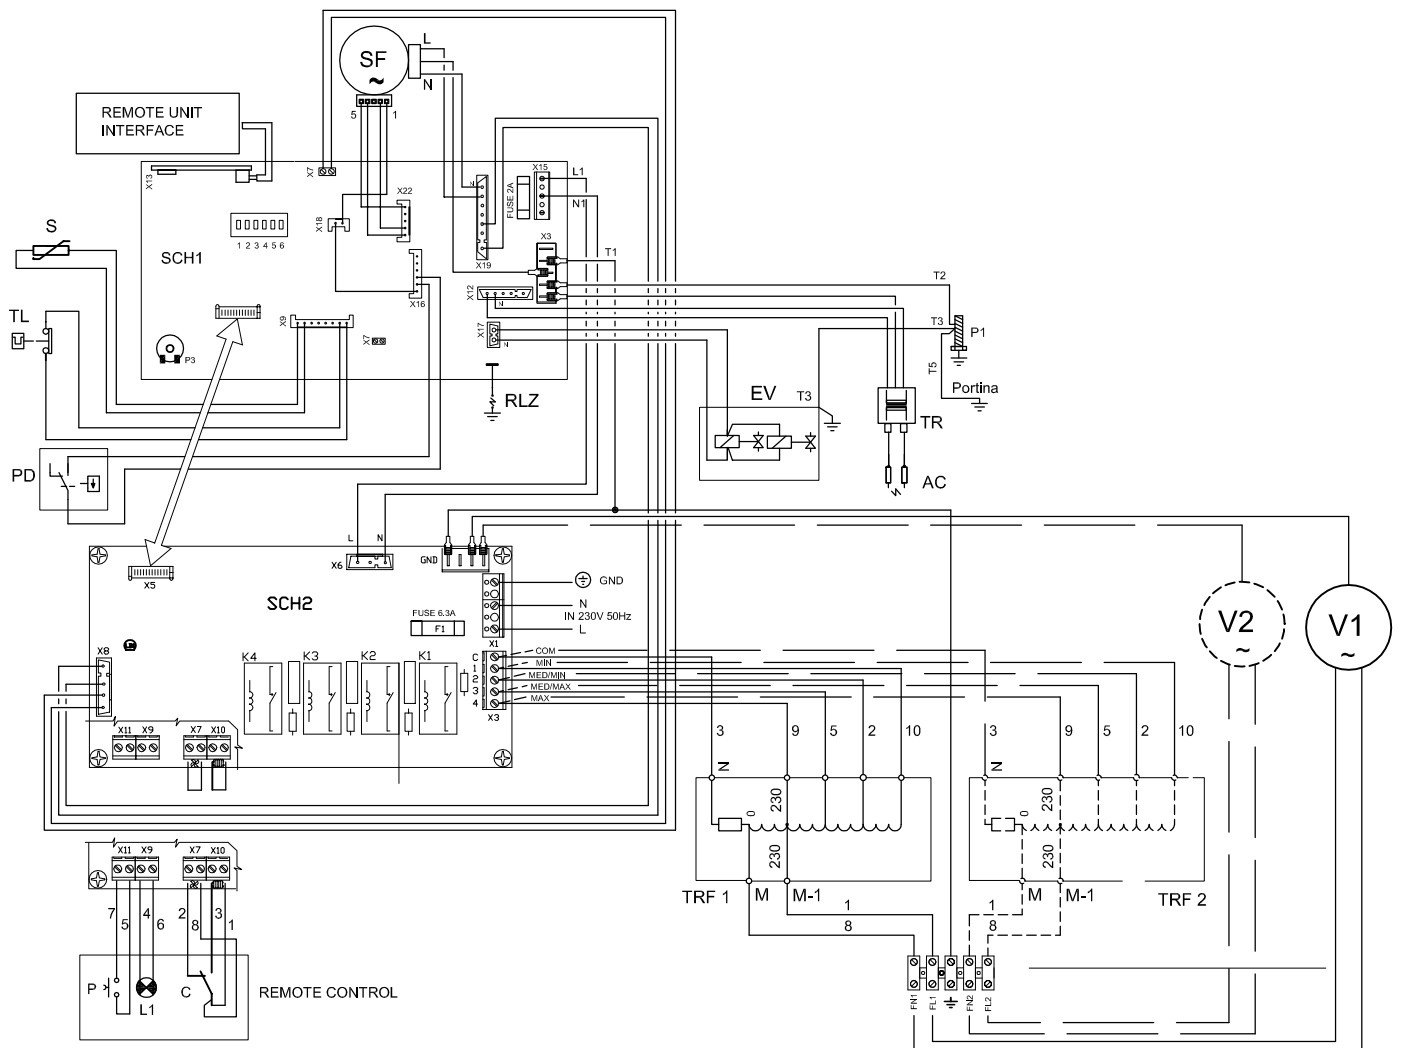 L
SF
N
5 1
REMOTE UNIT
INTERFACE
X7
X13
X22
X18
N
X15
L1
FUSE 2A
N1
S
1 2 3 4 5 6
SCH1
X19
X3
T1
X16
X12
N
T2
TL
X9
X7
X17
N
T3
P1
P3
T5
RLZ
EV
T3
Portina
TR
PD
AC
L N
X6
GND
X5
SCH2
GND
N
IN 230V 50Hz
L
FUSE 6.3A
F1
X1
V2
V1
X8
K4 K3 K2 K1
C
1
2
3
4
COM
MIN
MED/MIN
MED/MAX
MAX
X3
X11 X9 X7 X10
3 9 5 2 10
3 9 5 2 10
N
N
0
230
0
230
230
230
TRF 1
M M-1
M M-1
TRF 2
X11 X9 X7 X10
1
8
1
8
7 5 4 6 2 8 3 1
P
L1
C
REMOTE CONTROL
FN1
FL1
FN2
FL2